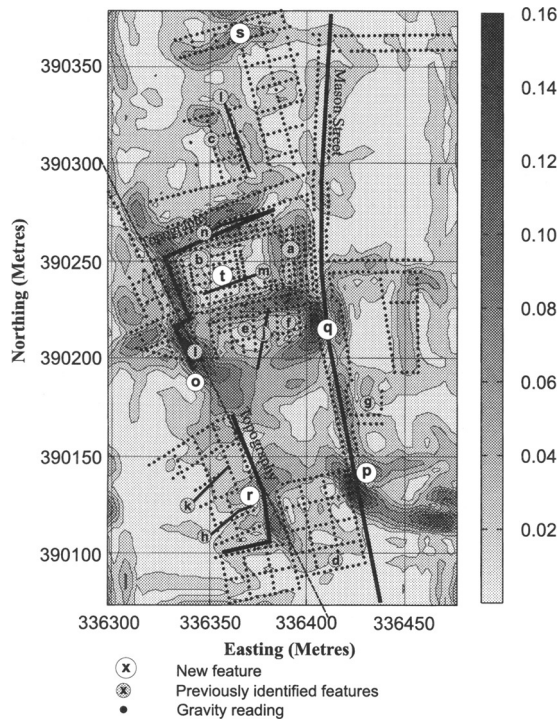 0.16
s
390350
0.14
l
Mason Street
c
0.12
390300
n
Topography
a
0.10
b
t
m
390250
Northing (Metres)
q
e
j
f
0.08
i
390200
o
g
0.06
Topography
390150
p
r
k
0.04
h
390100
d
0.02
336300
336350
336400
336450
Easting (Metres)
x New feature
x Previously identified features
Gravity reading